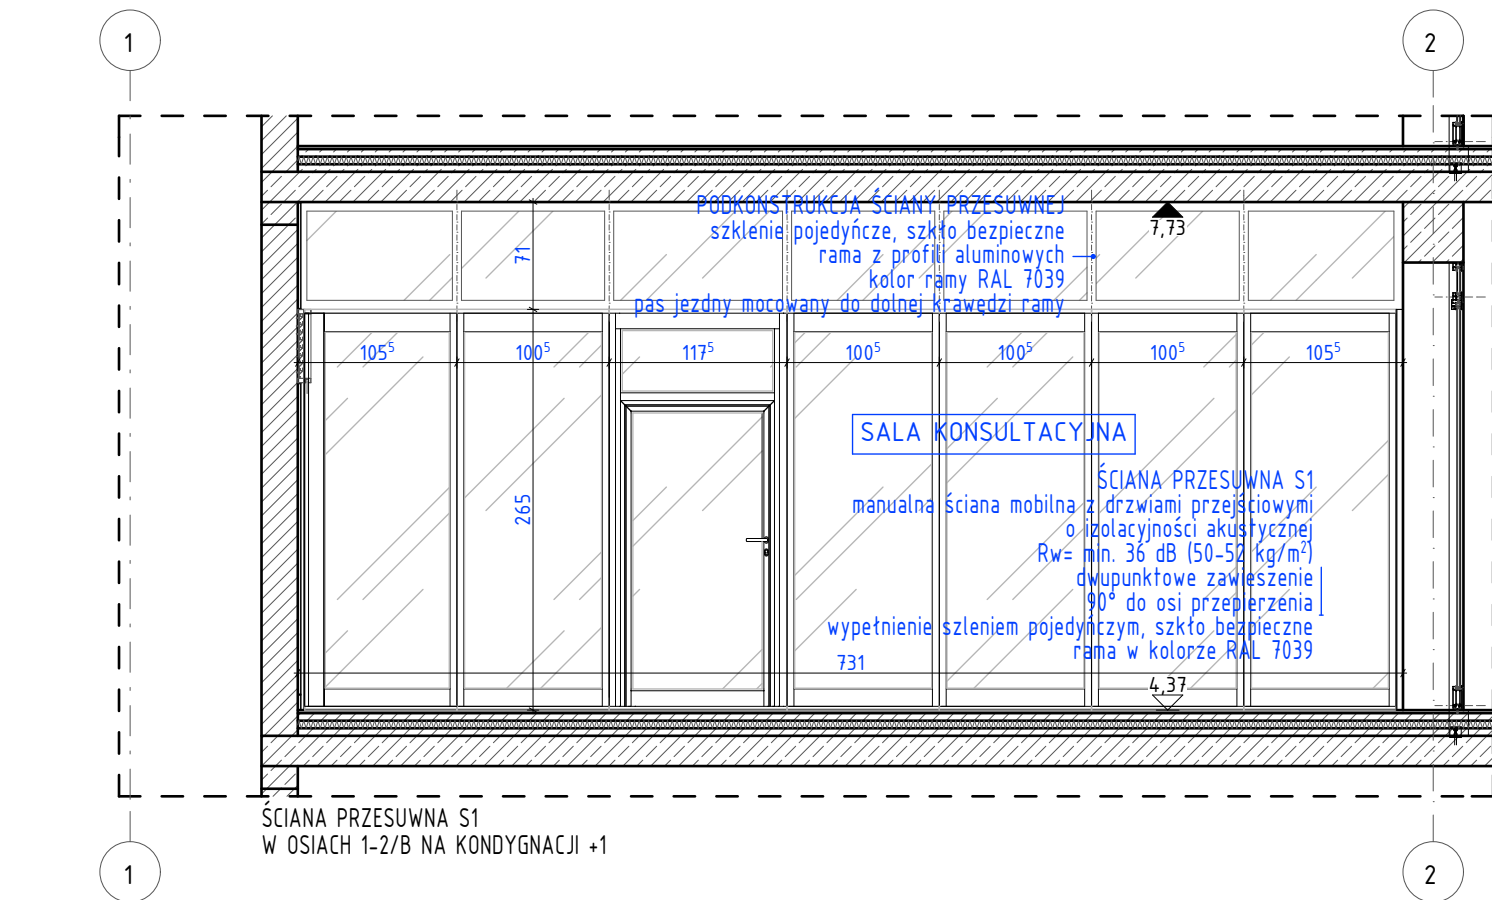 1
2
PODKONSTRUKCJA ŚCIANY PRZESUWNEJ
szklenie pojedyńcze, szkło bezpieczne
rama z profili aluminowych
kolor ramy RAL 7039
pas jezdny mocowany do dolnej krawędzi ramy
7,73
71
105⁵
100⁵
117⁵
100⁵
100⁵
100⁵
105⁵
SALA KONSULTACYJNA
265
ŚCIANA PRZESUWNA S1
manualna ściana mobilna z drzwiami przejściowymi
o izolacyjności akustycznej
Rw= min. 36 dB (50-52 kg/m²)
dwupunktowe zawieszenie
90° do osi przepierzenia
wypełnienie szleniem pojedyńczym, szkło bezpieczne
rama w kolorze RAL 7039
731
4,37
ŚCIANA PRZESUWNA S1
W OSIACH 1-2/B NA KONDYGNACJI +1
1
2